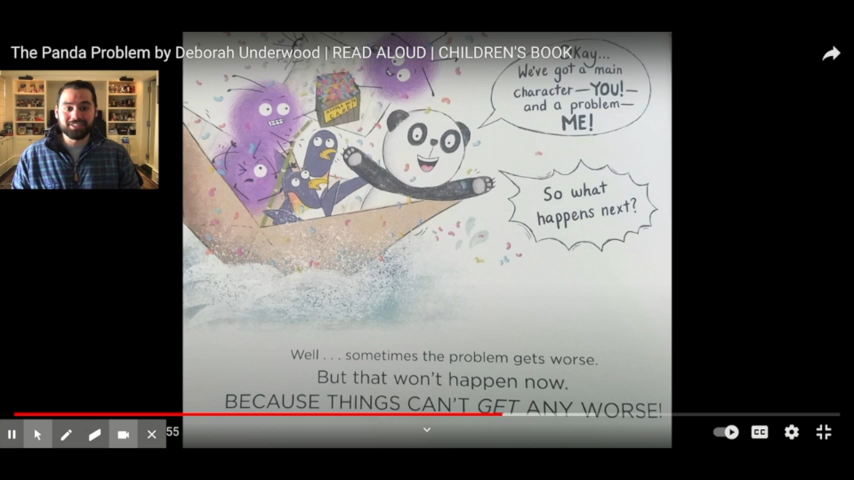 The Panda Problem by Deborah Underwood | READ ALOUD | CHILDREN'S BOOK
We've got a main
character—YOU!—
and a problem—
ME!
So what
happens next?
Well . . . sometimes the problem gets worse.
But that won't happen now.
BECAUSE THINGS CAN'T GET ANY WORSE!
55
CC